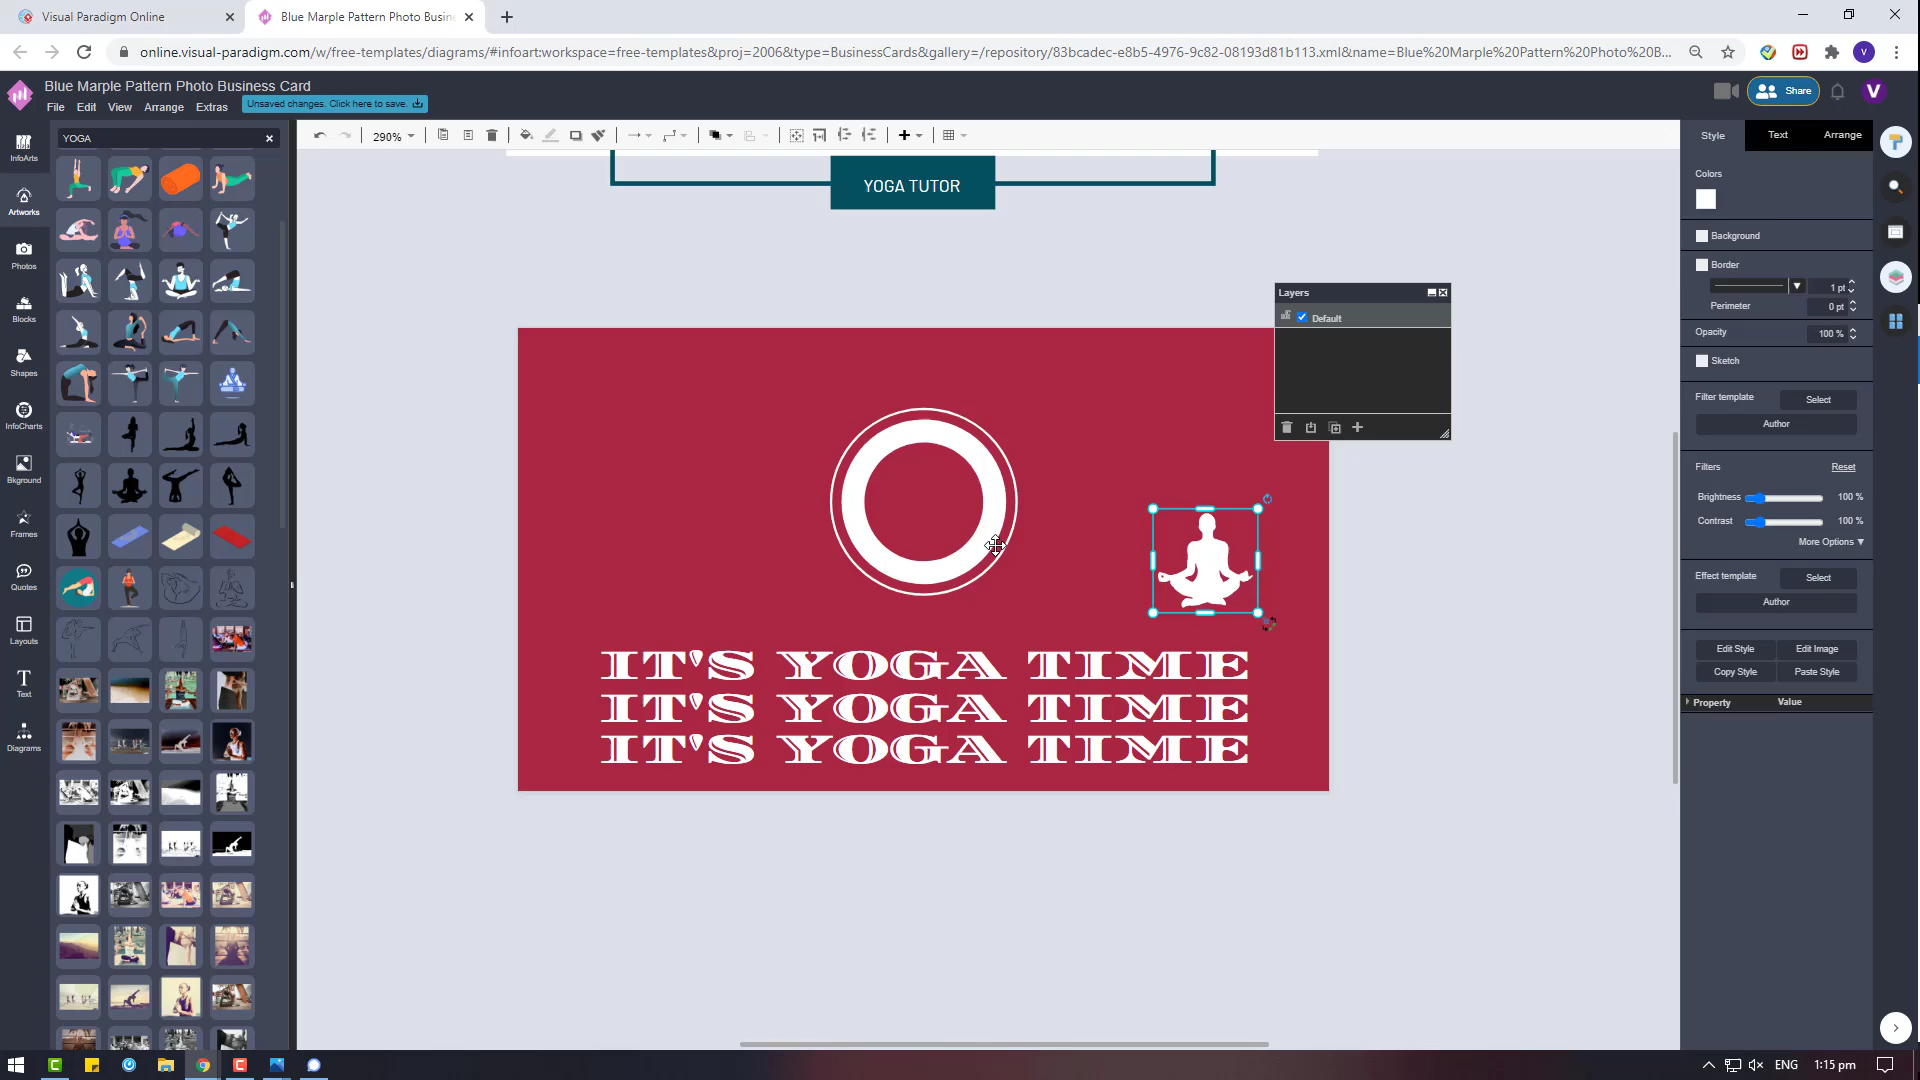 Visual Paradigm Online
Blue Marple Pattern Photo Busin
online.visual-paradigm.com/w/free-templates/diagrams/#infoart:workspace=free-templates&proj=2006&type=BusinessCards&gallery=/repository/83bcadec-e8b5-4976-9c82-08193d81b113.xml&name=Blue%20Marple%20Pattern%20Photo%20B...
V
Blue Marple Pattern Photo Business Card
File Edit View Arrange Extras
Unsaved changes. Click here to save.
Share
V
InfoArts
Artworks
Photos
Blocks
Shapes
InfoCharts
Bkground
Frames
Quotes
Layouts
Text
Diagrams
YOGA
290%
YOGA TUTOR
Layers
Default
IT'S YOGA TIME
IT'S YOGA TIME
IT'S YOGA TIME
Style Text Arrange
Colors
Background
Border
1 pt
Perimeter 0 pt
Opacity 100 %
Sketch
Filter template Select
Author
Filters Reset
Brightness 100 %
Contrast 100 %
More Options ▼
Effect template Select
Author
Edit Style Edit Image
Copy Style Paste Style
Property Value
ENG 1:15 pm